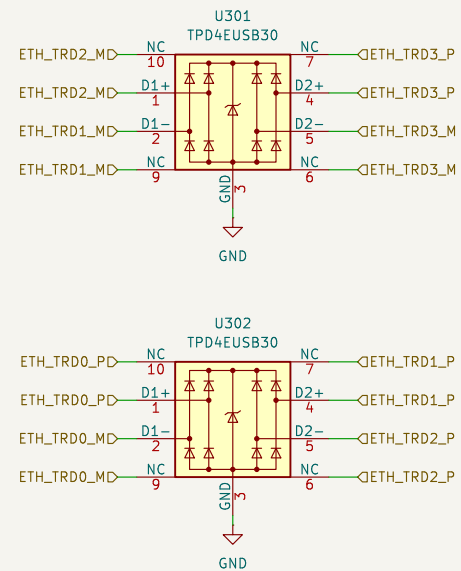 U301
TPD4EUSB30
ETH_TRD2_M NC 10 NC 7 ETH_TRD3_P
ETH_TRD2_M D1+ 1 D2+ 4 ETH_TRD3_P
ETH_TRD1_M D1- 2 D2- 5 ETH_TRD3_M
ETH_TRD1_M NC 9 NC 6 ETH_TRD3_M
GND 3
GND
U302
TPD4EUSB30
ETH_TRD0_P NC 10 NC 7 ETH_TRD1_P
ETH_TRD0_P D1+ 1 D2+ 4 ETH_TRD1_P
ETH_TRD0_M D1- 2 D2- 5 ETH_TRD2_P
ETH_TRD0_M NC 9 NC 6 ETH_TRD2_P
GND 3
GND